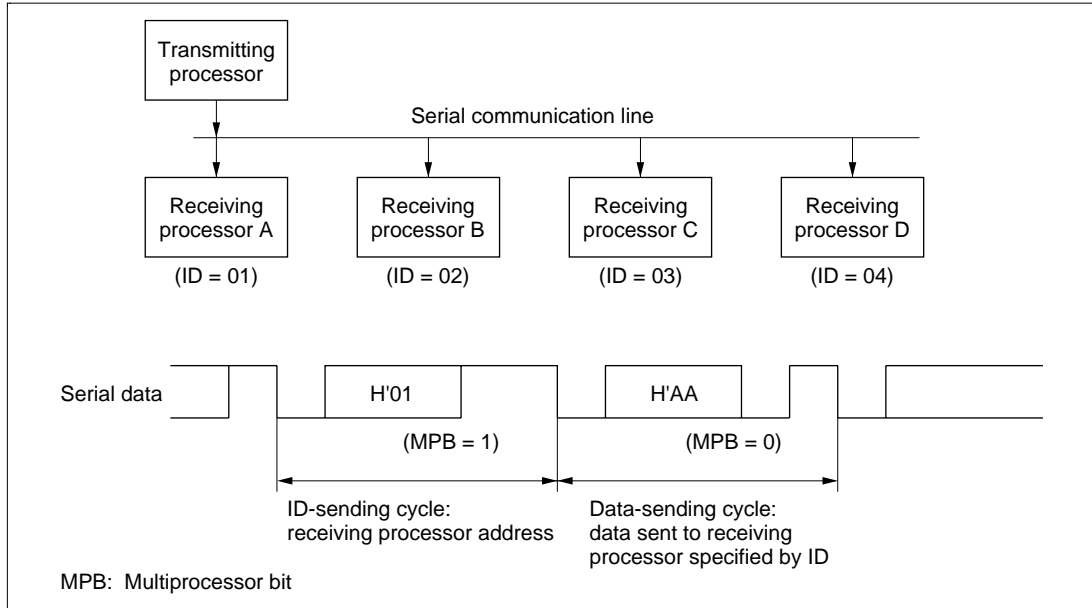 Transmitting
processor
Serial communication line
Receiving
processor A
Receiving
processor B
Receiving
processor C
Receiving
processor D
(ID = 01)
(ID = 02)
(ID = 03)
(ID = 04)
Serial data
H'01
H'AA
(MPB = 1)
(MPB = 0)
ID-sending cycle:
receiving processor address
Data-sending cycle:
data sent to receiving
processor specified by ID
MPB: Multiprocessor bit